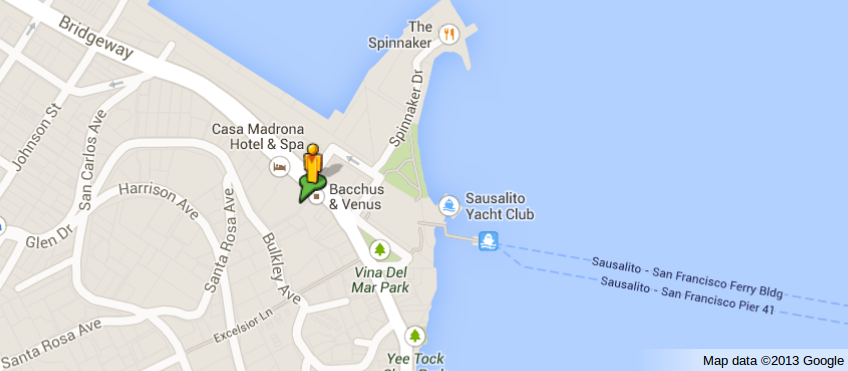 The
Spinnaker
Bridgeway
Spinnaker Dr
Johnson St
San Carlos Ave
Casa Madrona
Hotel & Spa
Harrison Ave
Bacchus
& Venus
Sausalito
Yacht Club
Santa Rosa Ave
Glen Dr
Bulkley Ave
Vina Del
Mar Park
Sausalito - San Francisco Ferry Bldg
Sausalito - San Francisco Pier 41
Excelsior Ln
Santa Rosa Ave
Yee Tock
Map data ©2013 Google